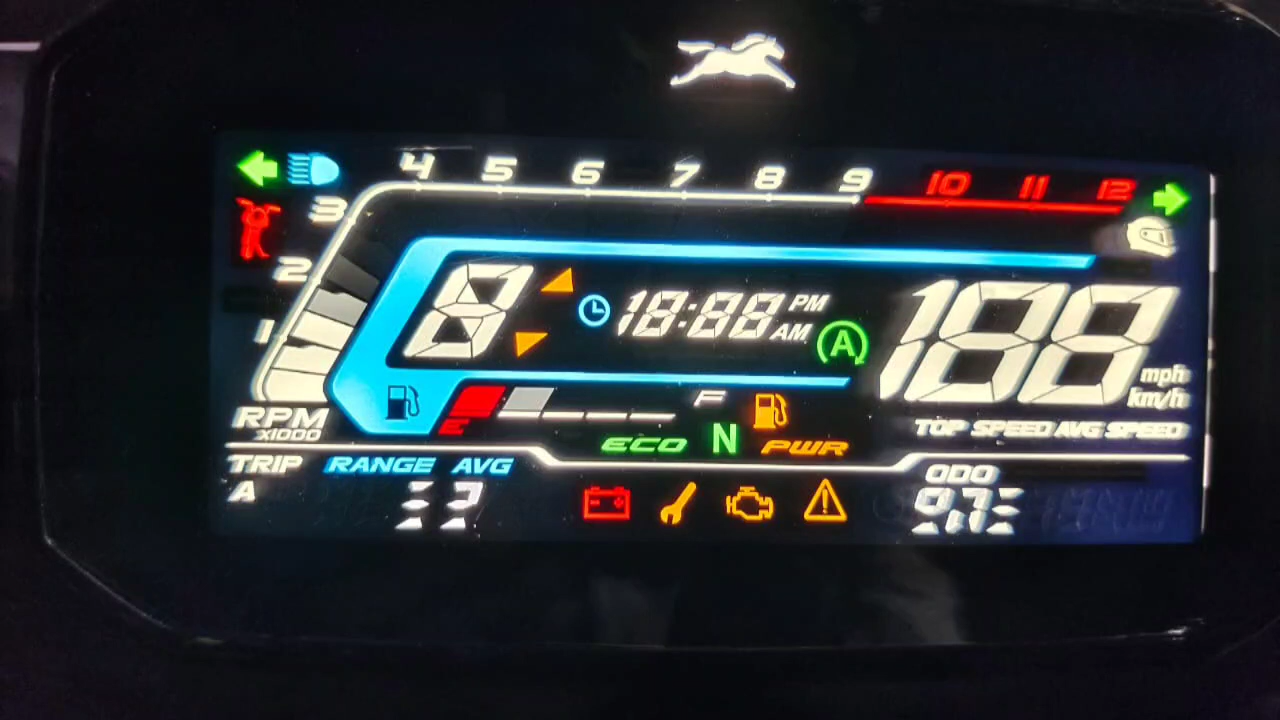 4 5 6 7 8 9 10 11 12
3
2
1
8
18:88 PM
AM
A
188
mph
km/h
RPM
X1000
E
F
ECO N PWR
TOP SPEED AVG SPEED
TRIP RANGE AVG
A
ODO